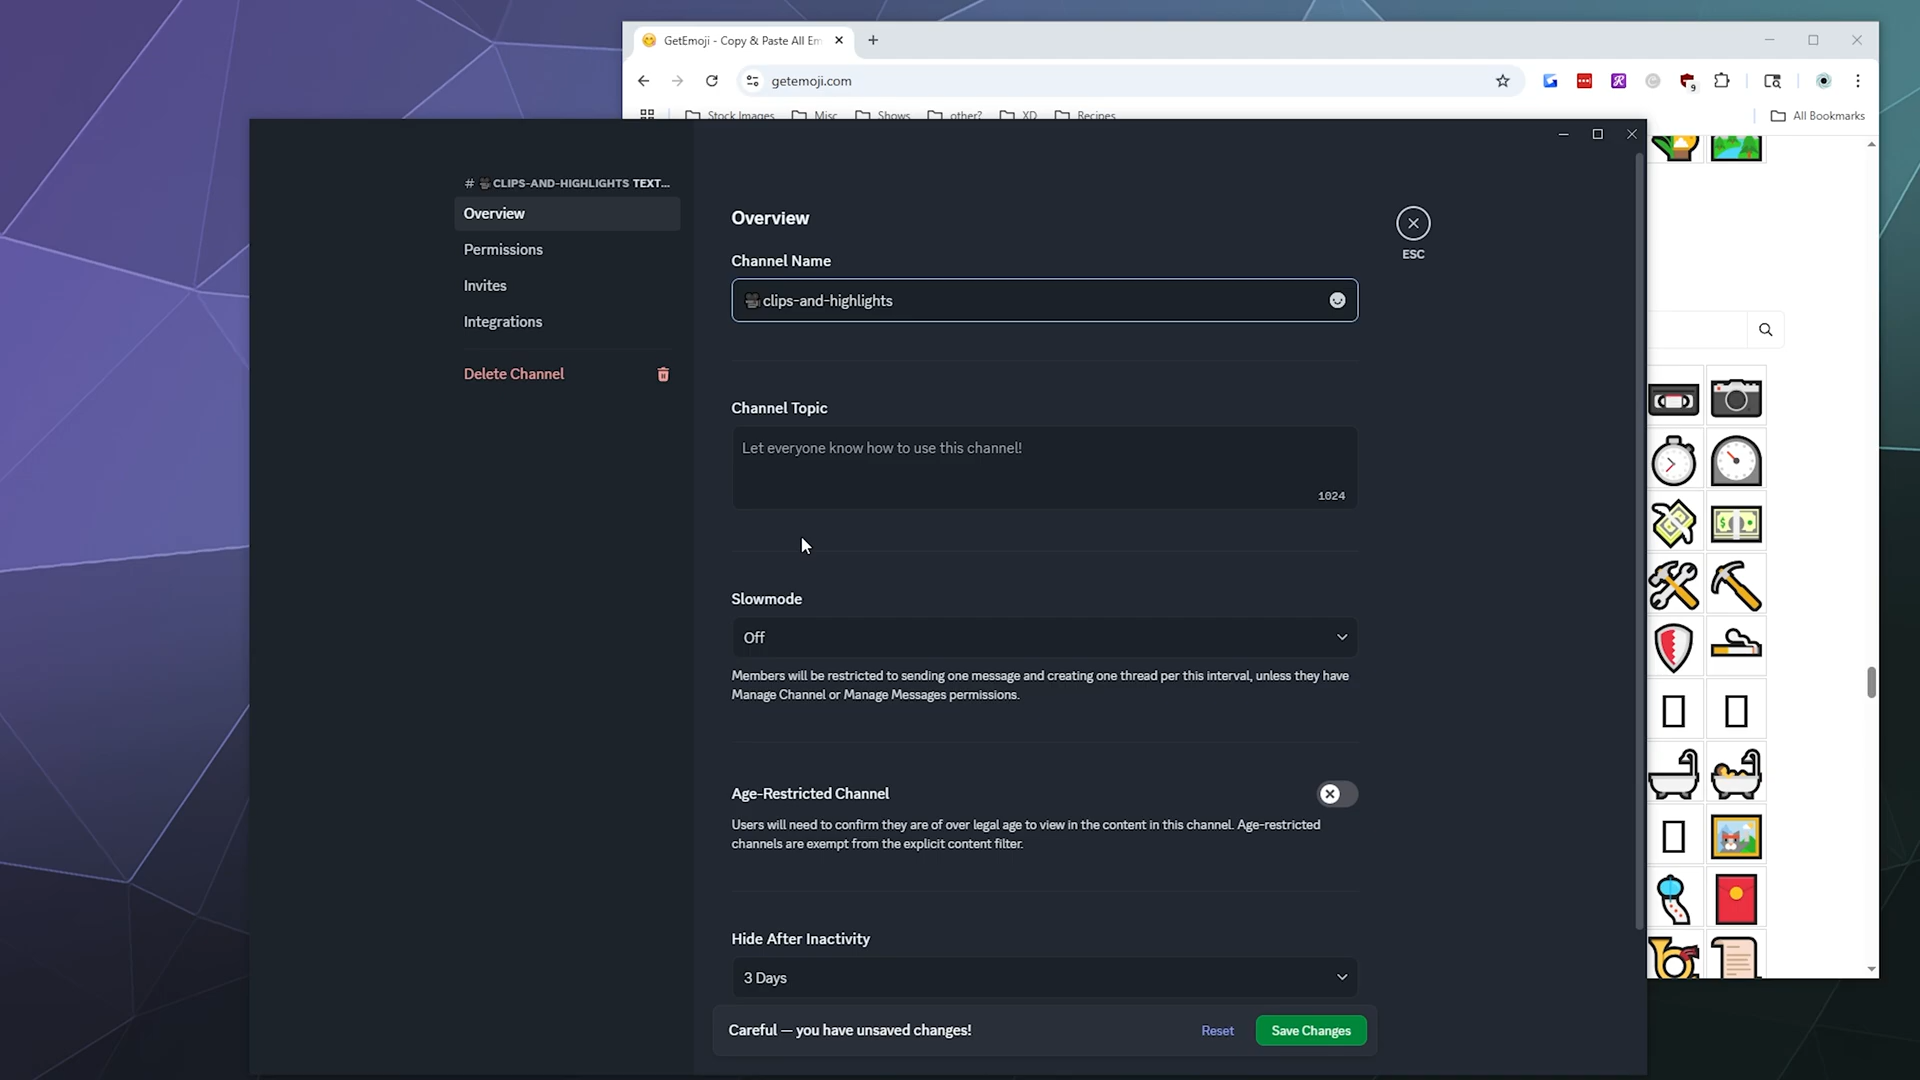 GetEmoji - Copy & Paste All Em
getemoji.com
9
Stock Images
Misc
Shows
other?
XD
Recipes
All Bookmarks
# 🎥CLIPS-AND-HIGHLIGHTS TEXT...
Overview
Permissions
Invites
Integrations
Delete Channel
Overview
ESC
Channel Name
🎥clips-and-highlights
Channel Topic
Let everyone know how to use this channel!
1024
Slowmode
Off
Members will be restricted to sending one message and creating one thread per this interval, unless they have
Manage Channel or Manage Messages permissions.
Age-Restricted Channel
Users will need to confirm they are of over legal age to view in the content in this channel. Age-restricted
channels are exempt from the explicit content filter.
Hide After Inactivity
3 Days
Careful — you have unsaved changes!
Reset
Save Changes